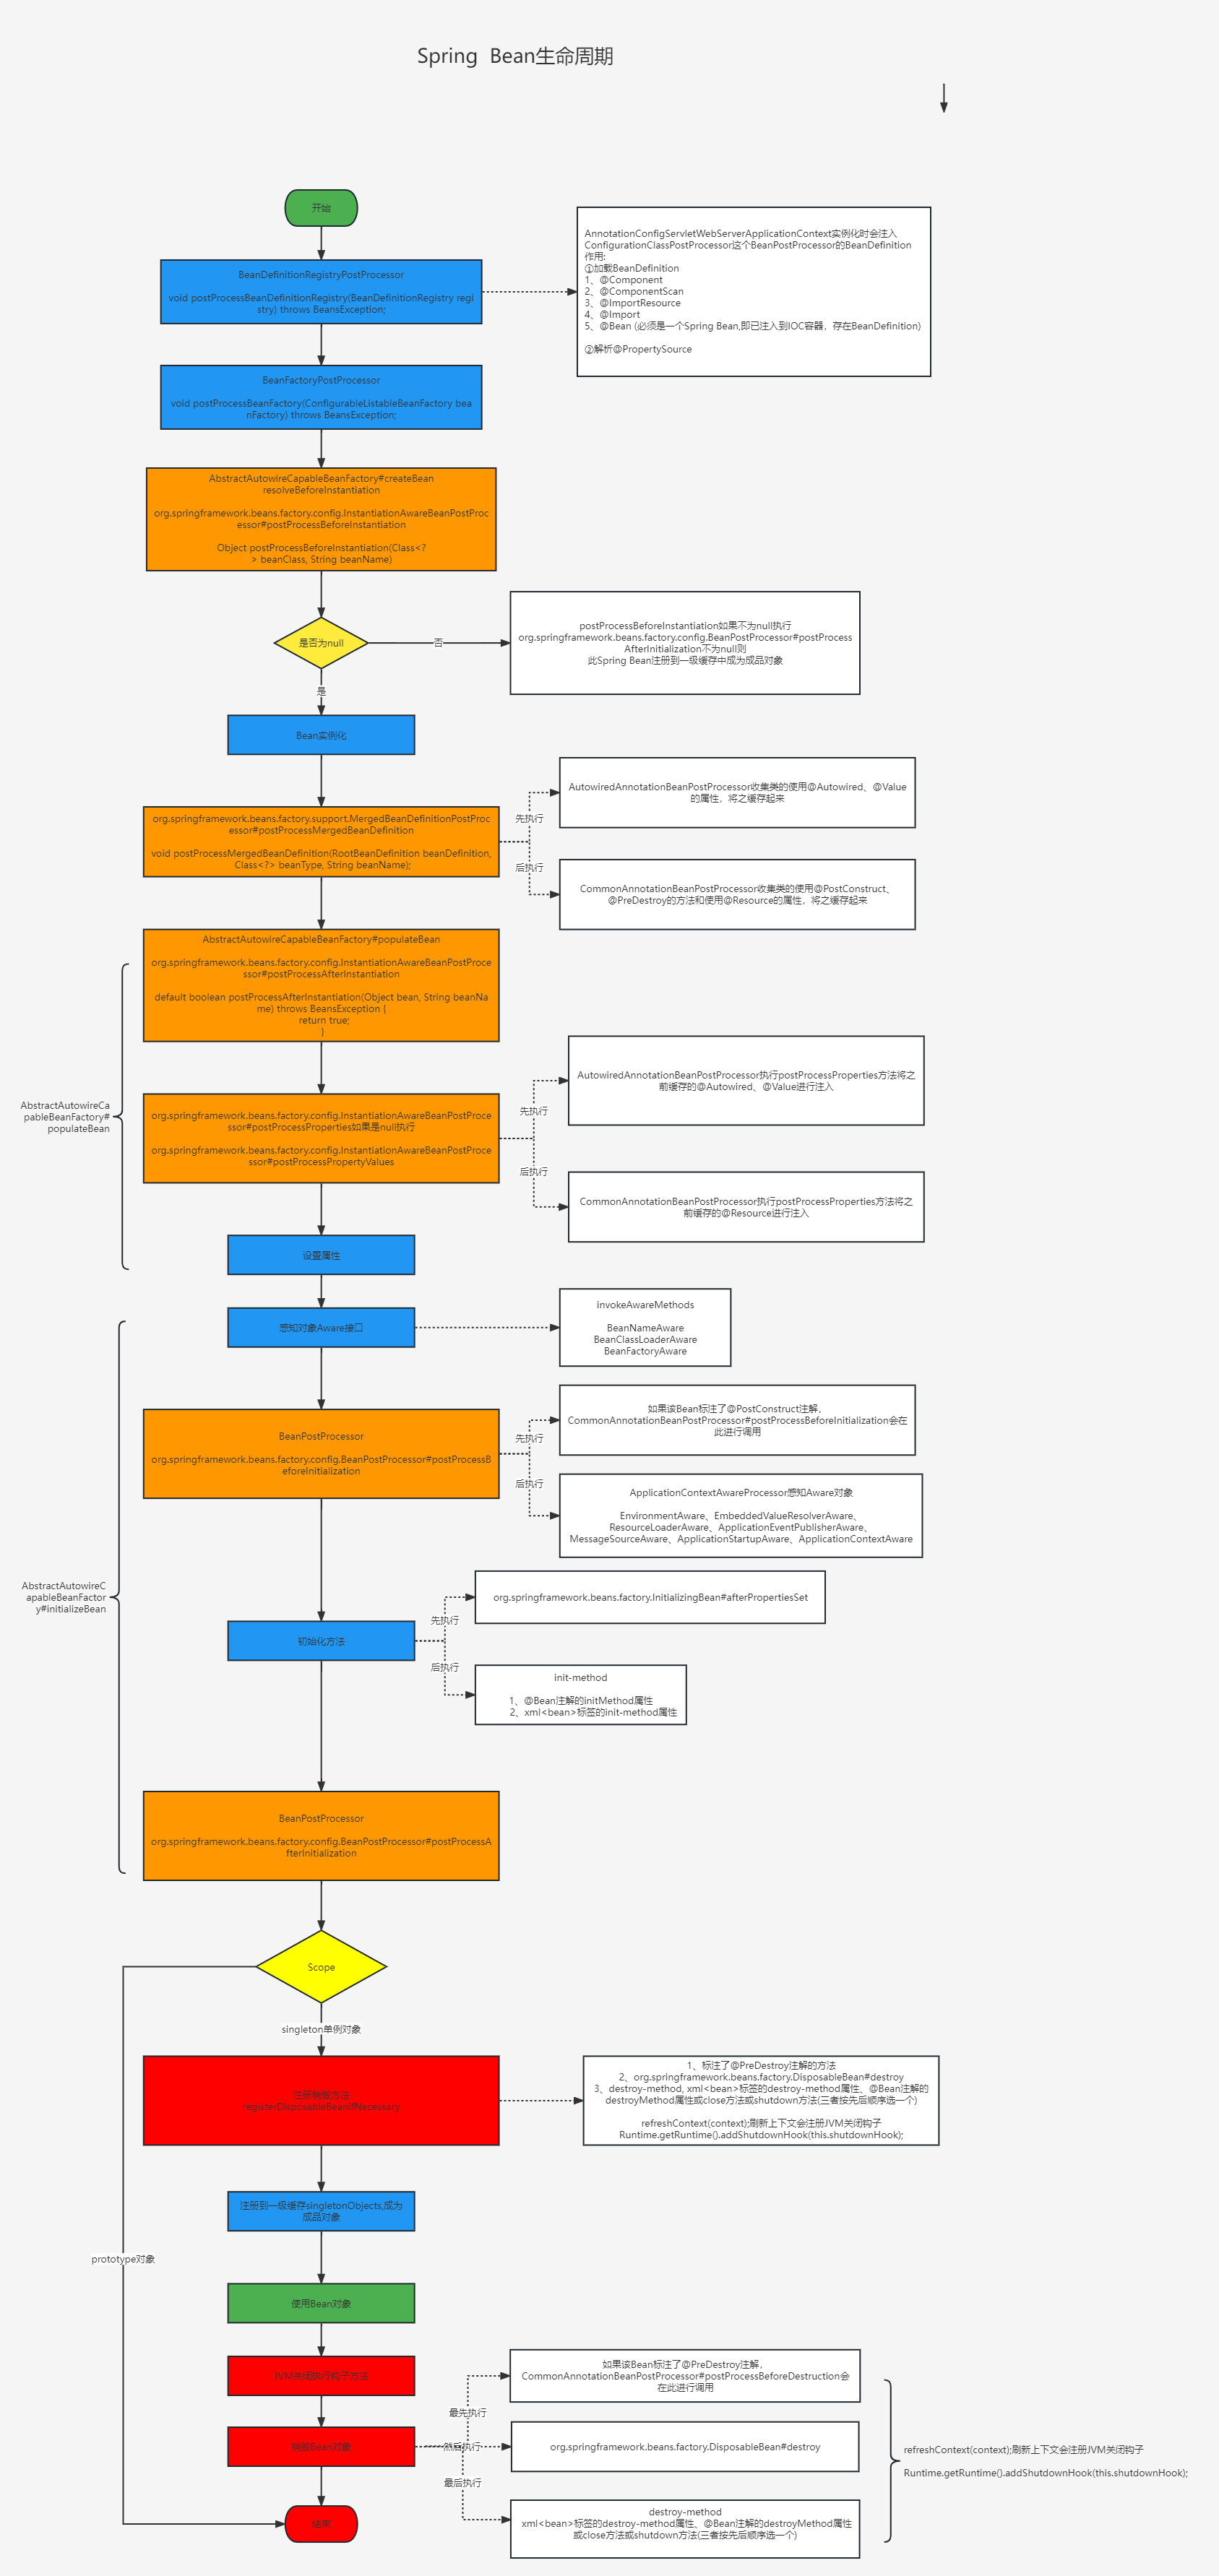 Spring Bean生命周期
开始
BeanDefinitionRegistryPostProcessor
void postProcessBeanDefinitionRegistry(BeanDefinitionRegistry regi
stry) throws BeansException;
AnnotationConfigServletWebServerApplicationContext实例化时会注入
ConfigurationClassPostProcessor这个BeanPostProcessor的BeanDefinition
作用:
①加载BeanDefinition
1、@Component
2、@ComponentScan
3、@ImportResource
4、@Import
5、@Bean (必须是一个Spring Bean,即已注入到IOC容器，存在BeanDefinition)
②解析@PropertySource
BeanFactoryPostProcessor
void postProcessBeanFactory(ConfigurableListableBeanFactory bea
nFactory) throws BeansException;
AbstractAutowireCapableBeanFactory#createBean
resolveBeforeInstantiation
org.springframework.beans.factory.config.InstantiationAwareBeanPostProc
essor#postProcessBeforeInstantiation
Object postProcessBeforeInstantiation(Class<?
> beanClass, String beanName)
是否为null
否
postProcessBeforeInstantiation如果不为null执行
org.springframework.beans.factory.config.BeanPostProcessor#postProcess
AfterInitialization不为null则
此Spring Bean注册到一级缓存中成为成品对象
是
Bean实例化
org.springframework.beans.factory.support.MergedBeanDefinitionPostProc
essor#postProcessMergedBeanDefinition
void postProcessMergedBeanDefinition(RootBeanDefinition beanDefinition,
Class<?> beanType, String beanName);
先执行
AutowiredAnnotationBeanPostProcessor收集类的使用@Autowired、@Value
的属性，将之缓存起来
后执行
CommonAnnotationBeanPostProcessor收集类的使用@PostConstruct、
@PreDestroy的方法和使用@Resource的属性，将之缓存起来
AbstractAutowireCapableBeanFactory#populateBean
org.springframework.beans.factory.config.InstantiationAwareBeanPostProce
ssor#postProcessAfterInstantiation
default boolean postProcessAfterInstantiation(Object bean, String beanNa
me) throws BeansException {
return true;
}
AbstractAutowireCa
pableBeanFactory#
populateBean
org.springframework.beans.factory.config.InstantiationAwareBeanPostProce
ssor#postProcessProperties如果是null执行
org.springframework.beans.factory.config.InstantiationAwareBeanPostProce
ssor#postProcessPropertyValues
先执行
AutowiredAnnotationBeanPostProcessor执行postProcessProperties方法将之
前缓存的@Autowired、@Value进行注入
后执行
CommonAnnotationBeanPostProcessor执行postProcessProperties方法将之
前缓存的@Resource进行注入
设置属性
感知对象Aware接口
invokeAwareMethods
BeanNameAware
BeanClassLoaderAware
BeanFactoryAware
BeanPostProcessor
org.springframework.beans.factory.config.BeanPostProcessor#postProcessB
eforeInitialization
先执行
如果该Bean标注了@PostConstruct注解，
CommonAnnotationBeanPostProcessor#postProcessBeforeInitialization会在
此进行调用
后执行
ApplicationContextAwareProcessor感知Aware对象
EnvironmentAware、EmbeddedValueResolverAware、
ResourceLoaderAware、ApplicationEventPublisherAware、
MessageSourceAware、ApplicationStartupAware、ApplicationContextAware
AbstractAutowireC
apableBeanFactor
y#initializeBean
初始化方法
先执行
org.springframework.beans.factory.InitializingBean#afterPropertiesSet
后执行
init-method
1、@Bean注解的initMethod属性
2、xml<bean>标签的init-method属性
BeanPostProcessor
org.springframework.beans.factory.config.BeanPostProcessor#postProcessA
fterInitialization
Scope
singleton单例对象
注册销毁方法
registerDisposableBeanIfNecessary
1、标注了@PreDestroy注解的方法
2、org.springframework.beans.factory.DisposableBean#destroy
3、destroy-method, xml<bean>标签的destroy-method属性、@Bean注解的
destroyMethod属性或close方法或shutdown方法(三者按先后顺序选一个)
refreshContext(context);刷新上下文会注册JVM关闭钩子
Runtime.getRuntime().addShutdownHook(this.shutdownHook);
注册到一级缓存singletonObjects,成为
成品对象
prototype对象
使用Bean对象
JVM关闭执行钩子方法
销毁Bean对象
最先执行
如果该Bean标注了@PreDestroy注解，
CommonAnnotationBeanPostProcessor#postProcessBeforeDestruction会
在此进行调用
然后执行
org.springframework.beans.factory.DisposableBean#destroy
最后执行
destroy-method
xml<bean>标签的destroy-method属性、@Bean注解的destroyMethod属性
或close方法或shutdown方法(三者按先后顺序选一个)
refreshContext(context);刷新上下文会注册JVM关闭钩子
Runtime.getRuntime().addShutdownHook(this.shutdownHook);
结束